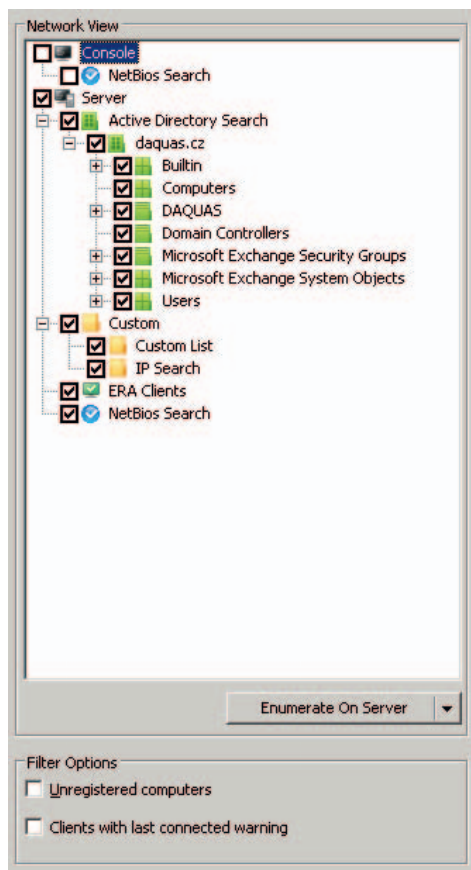 Network View
Console
NetBios Search
Server
Active Directory Search
daquas.cz
Builtin
Computers
DAQUAS
Domain Controllers
Microsoft Exchange Security Groups
Microsoft Exchange System Objects
Users
Custom
Custom List
IP Search
ERA Clients
NetBios Search
Enumerate On Server
Filter Options
Unregistered computers
Clients with last connected warning